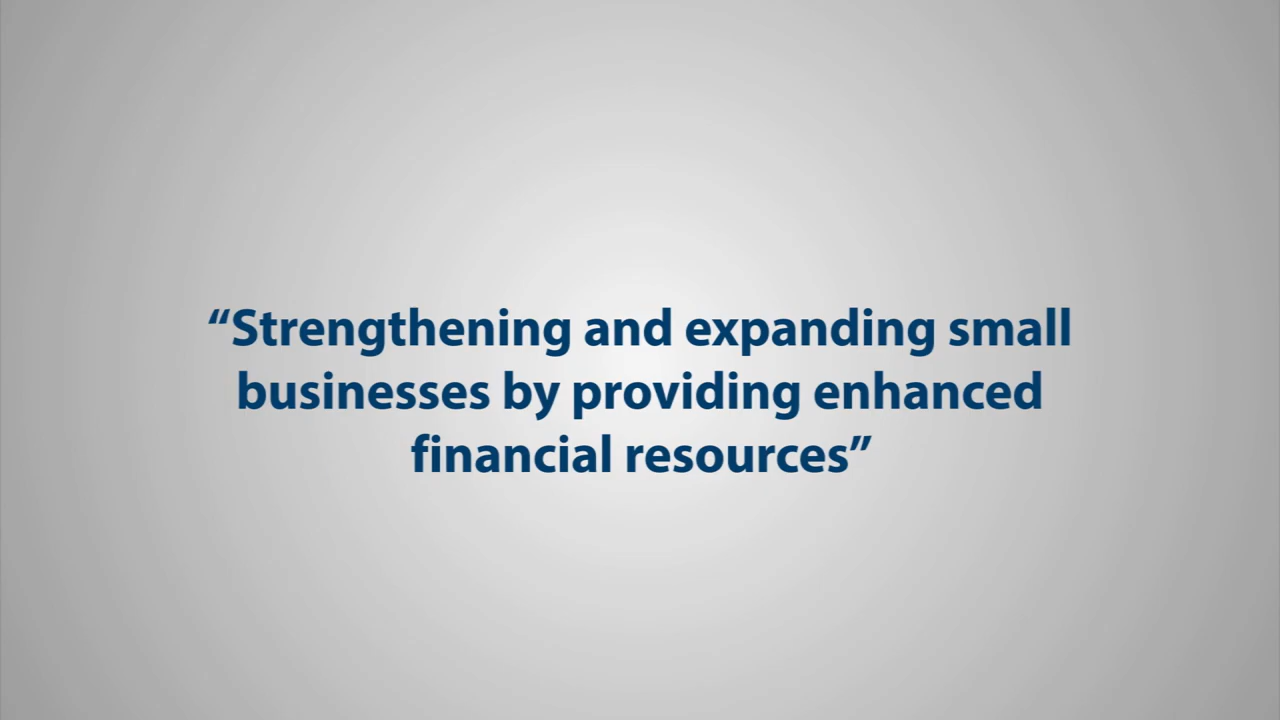 “Strengthening and expanding small
businesses by providing enhanced
financial resources”